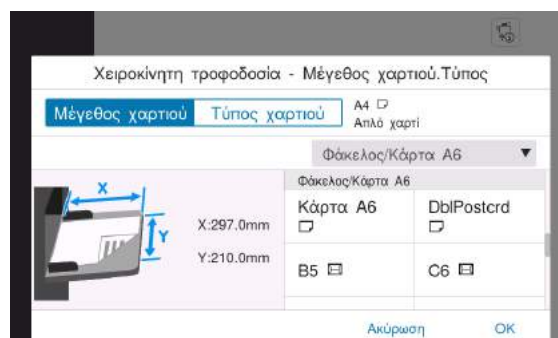 Χειροκίνητη τροφοδοσία - Μέγεθος χαρτιού.Τύπος
Μέγεθος χαρτιού
Τύπος χαρτιού
A4
Απλό χαρτί
Φάκελος/Κάρτα A6
Φάκελος/Κάρτα A6
X
Y
X:297.0mm
Y:210.0mm
Κάρτα A6
DblPostcrd
B5
C6
Ακύρωση
OK